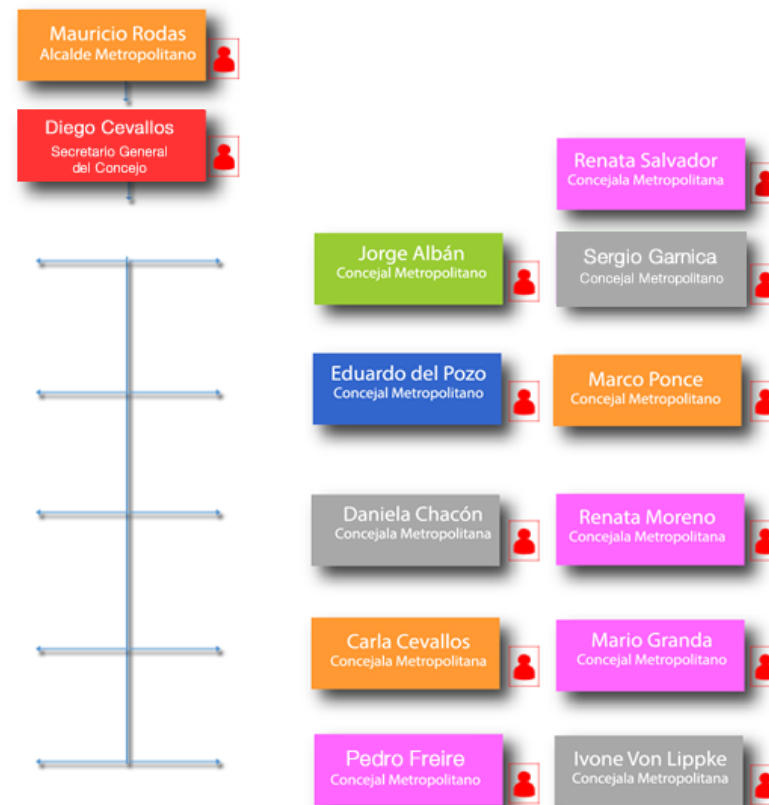 Mauricio Rodas
Alcalde Metropolitano
Diego Cevallos
Secretario General
del Concejo
Renata Salvador
Concejala Metropolitana
Jorge Albán
Concejal Metropolitano
Sergio Garnica
Concejal Metropolitano
Eduardo del Pozo
Concejal Metropolitano
Marco Ponce
Concejal Metropolitano
Daniela Chacón
Concejala Metropolitana
Renata Moreno
Concejala Metropolitana
Carla Cevallos
Concejala Metropolitana
Mario Granda
Concejal Metropolitano
Pedro Freire
Concejal Metropolitano
Ivone Von Lippke
Concejala Metropolitana